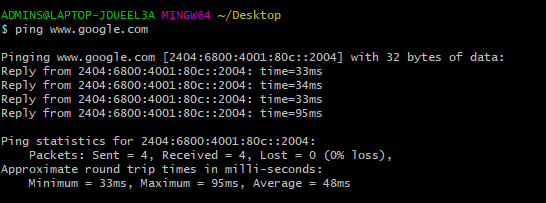 ADMINS@LAPTOP-JDUEEL3A MINGW64 ~/Desktop
$ ping www.google.com
Pinging www.google.com [2404:6800:4001:80c::2004] with 32 bytes of data:
Reply from 2404:6800:4001:80c::2004: time=33ms
Reply from 2404:6800:4001:80c::2004: time=34ms
Reply from 2404:6800:4001:80c::2004: time=33ms
Reply from 2404:6800:4001:80c::2004: time=95ms
Ping statistics for 2404:6800:4001:80c::2004:
Packets: Sent = 4, Received = 4, Lost = 0 (0% loss),
Approximate round trip times in milli-seconds:
Minimum = 33ms, Maximum = 95ms, Average = 48ms